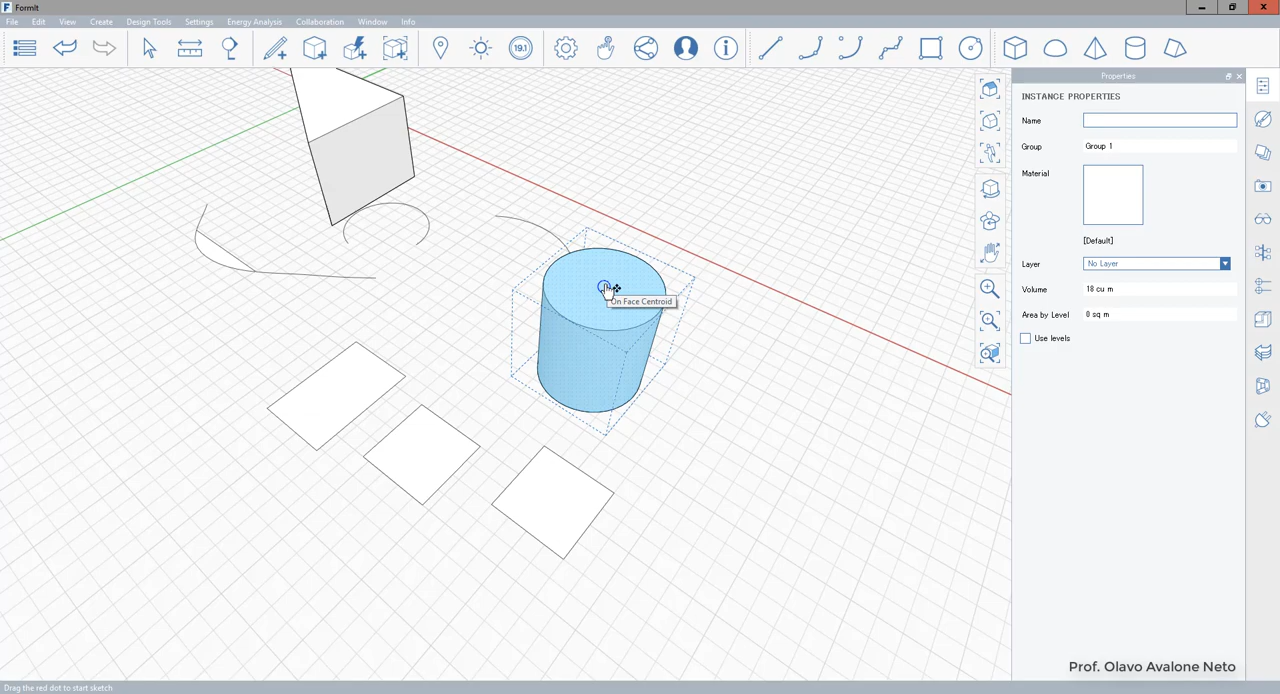 FormIt
File Edit View Create Design Tools Settings Energy Analysis Collaboration Window Info
19.1
Properties
INSTANCE PROPERTIES
Name
Group Group 1
Material
[Default]
Layer No Layer
Volume 18 cu m
Area by Level 0 sq m
Use levels
On Face Centroid
Prof. Olavo Avalone Neto
Drag the red dot to start sketch